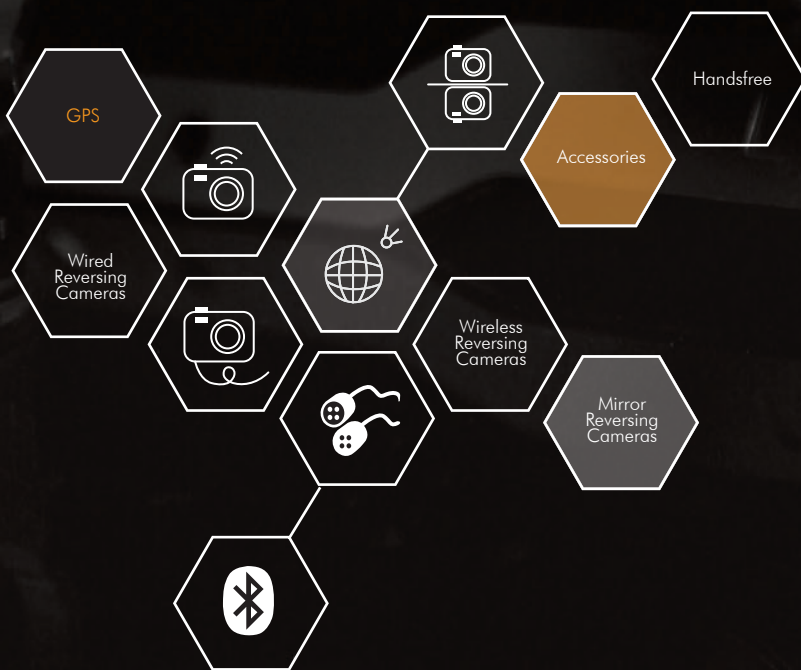 Handsfree
GPS
Accessories
Wired
Reversing
Cameras
Wireless
Reversing
Cameras
Mirror
Reversing
Cameras